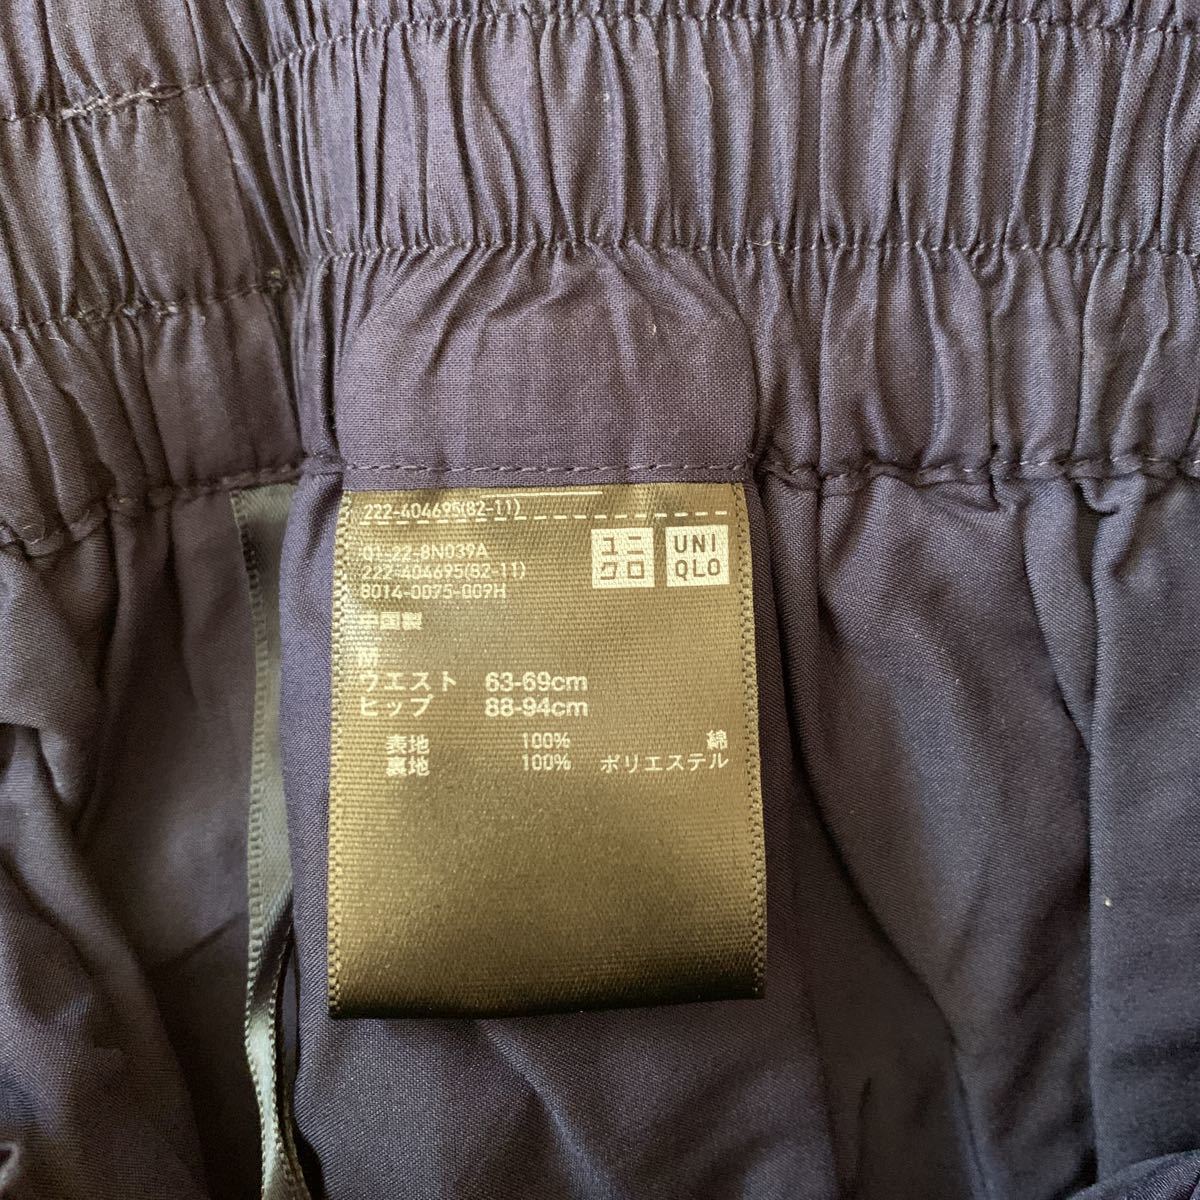 222-404695(82-11)
01-22-8N039A
222-404695(82-11)
8014-0075-009H
中国製
ユニ
クロ
UNI
QLO
ウエスト 63-69cm
ヒップ 88-94cm
表地 100% 綿
裏地 100% ポリエステル